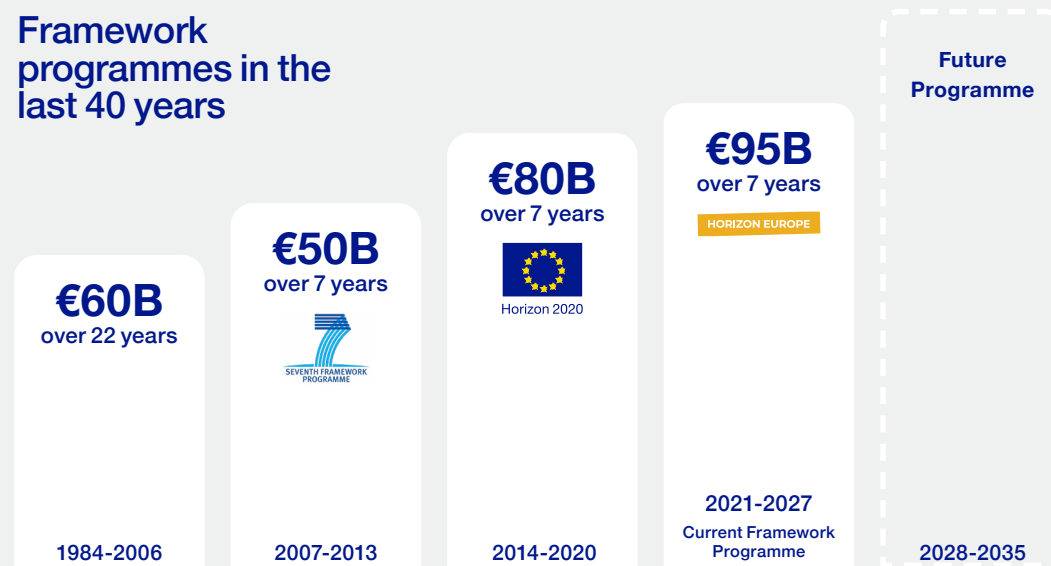 Framework
programmes in the
last 40 years
€60B
over 22 years
1984-2006
€50B
over 7 years
7
SEVENTH FRAMEWORK
PROGRAMME
2007-2013
€80B
over 7 years
Horizon 2020
2014-2020
€95B
over 7 years
HORIZON EUROPE
2021-2027
Current Framework
Programme
Future
Programme
2028-2035